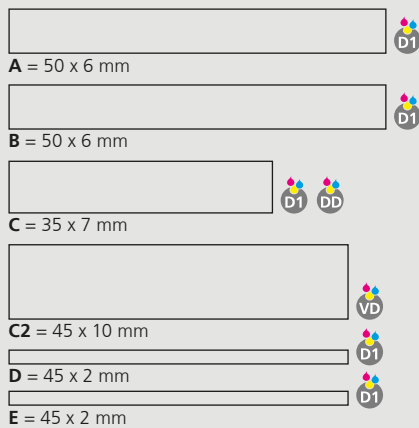 D1
A = 50 x 6 mm
D1
B = 50 x 6 mm
D1 DD
C = 35 x 7 mm
VD
C2 = 45 x 10 mm
D1
D = 45 x 2 mm
D1
E = 45 x 2 mm